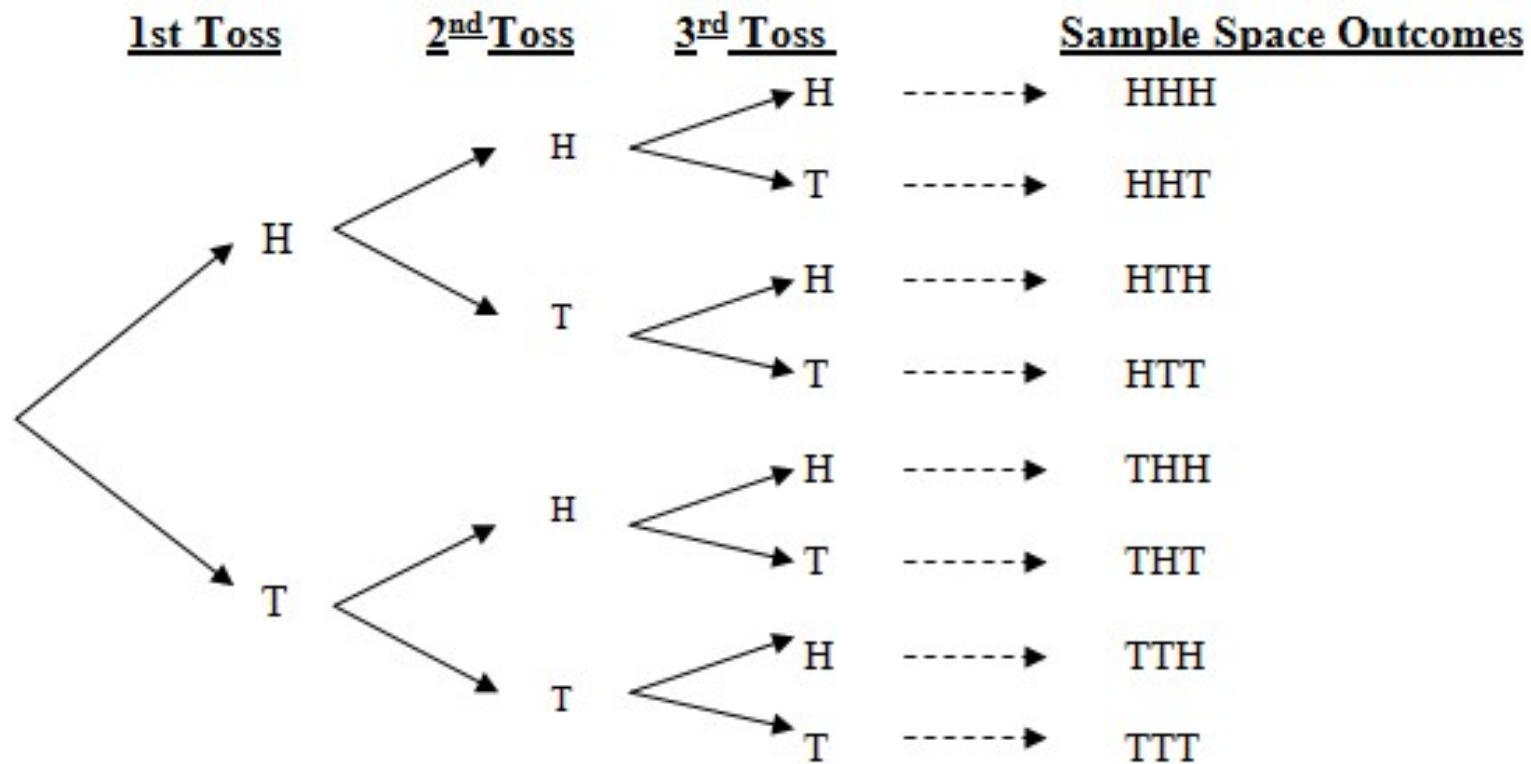 1st Toss 2nd Toss 3rd Toss Sample Space Outcomes
H HHH
H
T HHT
H
H HTH
T
T HTT
H THH
H
T THT
T
H TTH
T
T TTT